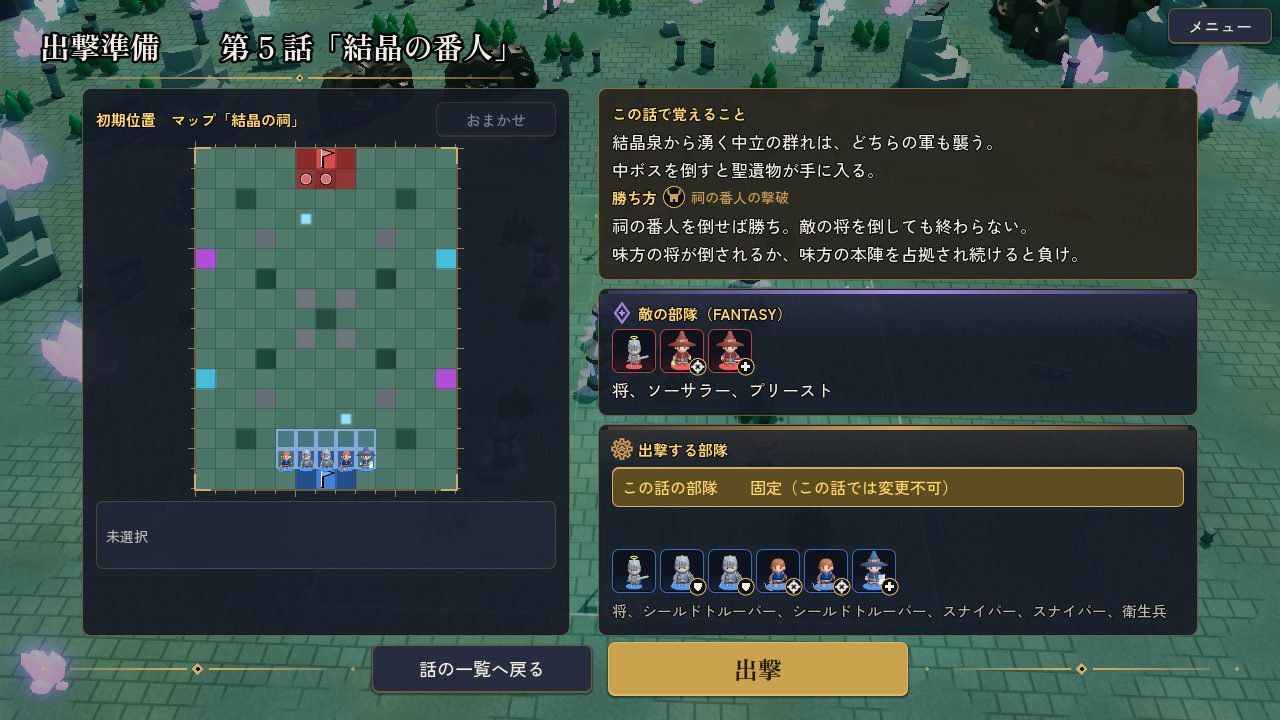 出撃準備　　第５話「結晶の番人」
メニュー
初期位置　マップ「結晶の祠」
おまかせ
未選択
この話で覚えること
結晶泉から湧く中立の群れは、どちらの軍も襲う。
中ボスを倒すと聖遺物が手に入る。
勝ち方 祠の番人の撃破
祠の番人を倒せば勝ち。敵の将を倒しても終わらない。
味方の将が倒されるか、味方の本陣を占拠され続けると負け。
敵の部隊（FANTASY）
将、ソーサラー、プリースト
出撃する部隊
この話の部隊　　固定（この話では変更不可）
将、シールドトルーパー、シールドトルーパー、スナイパー、スナイパー、衛生兵
話の一覧へ戻る
出撃